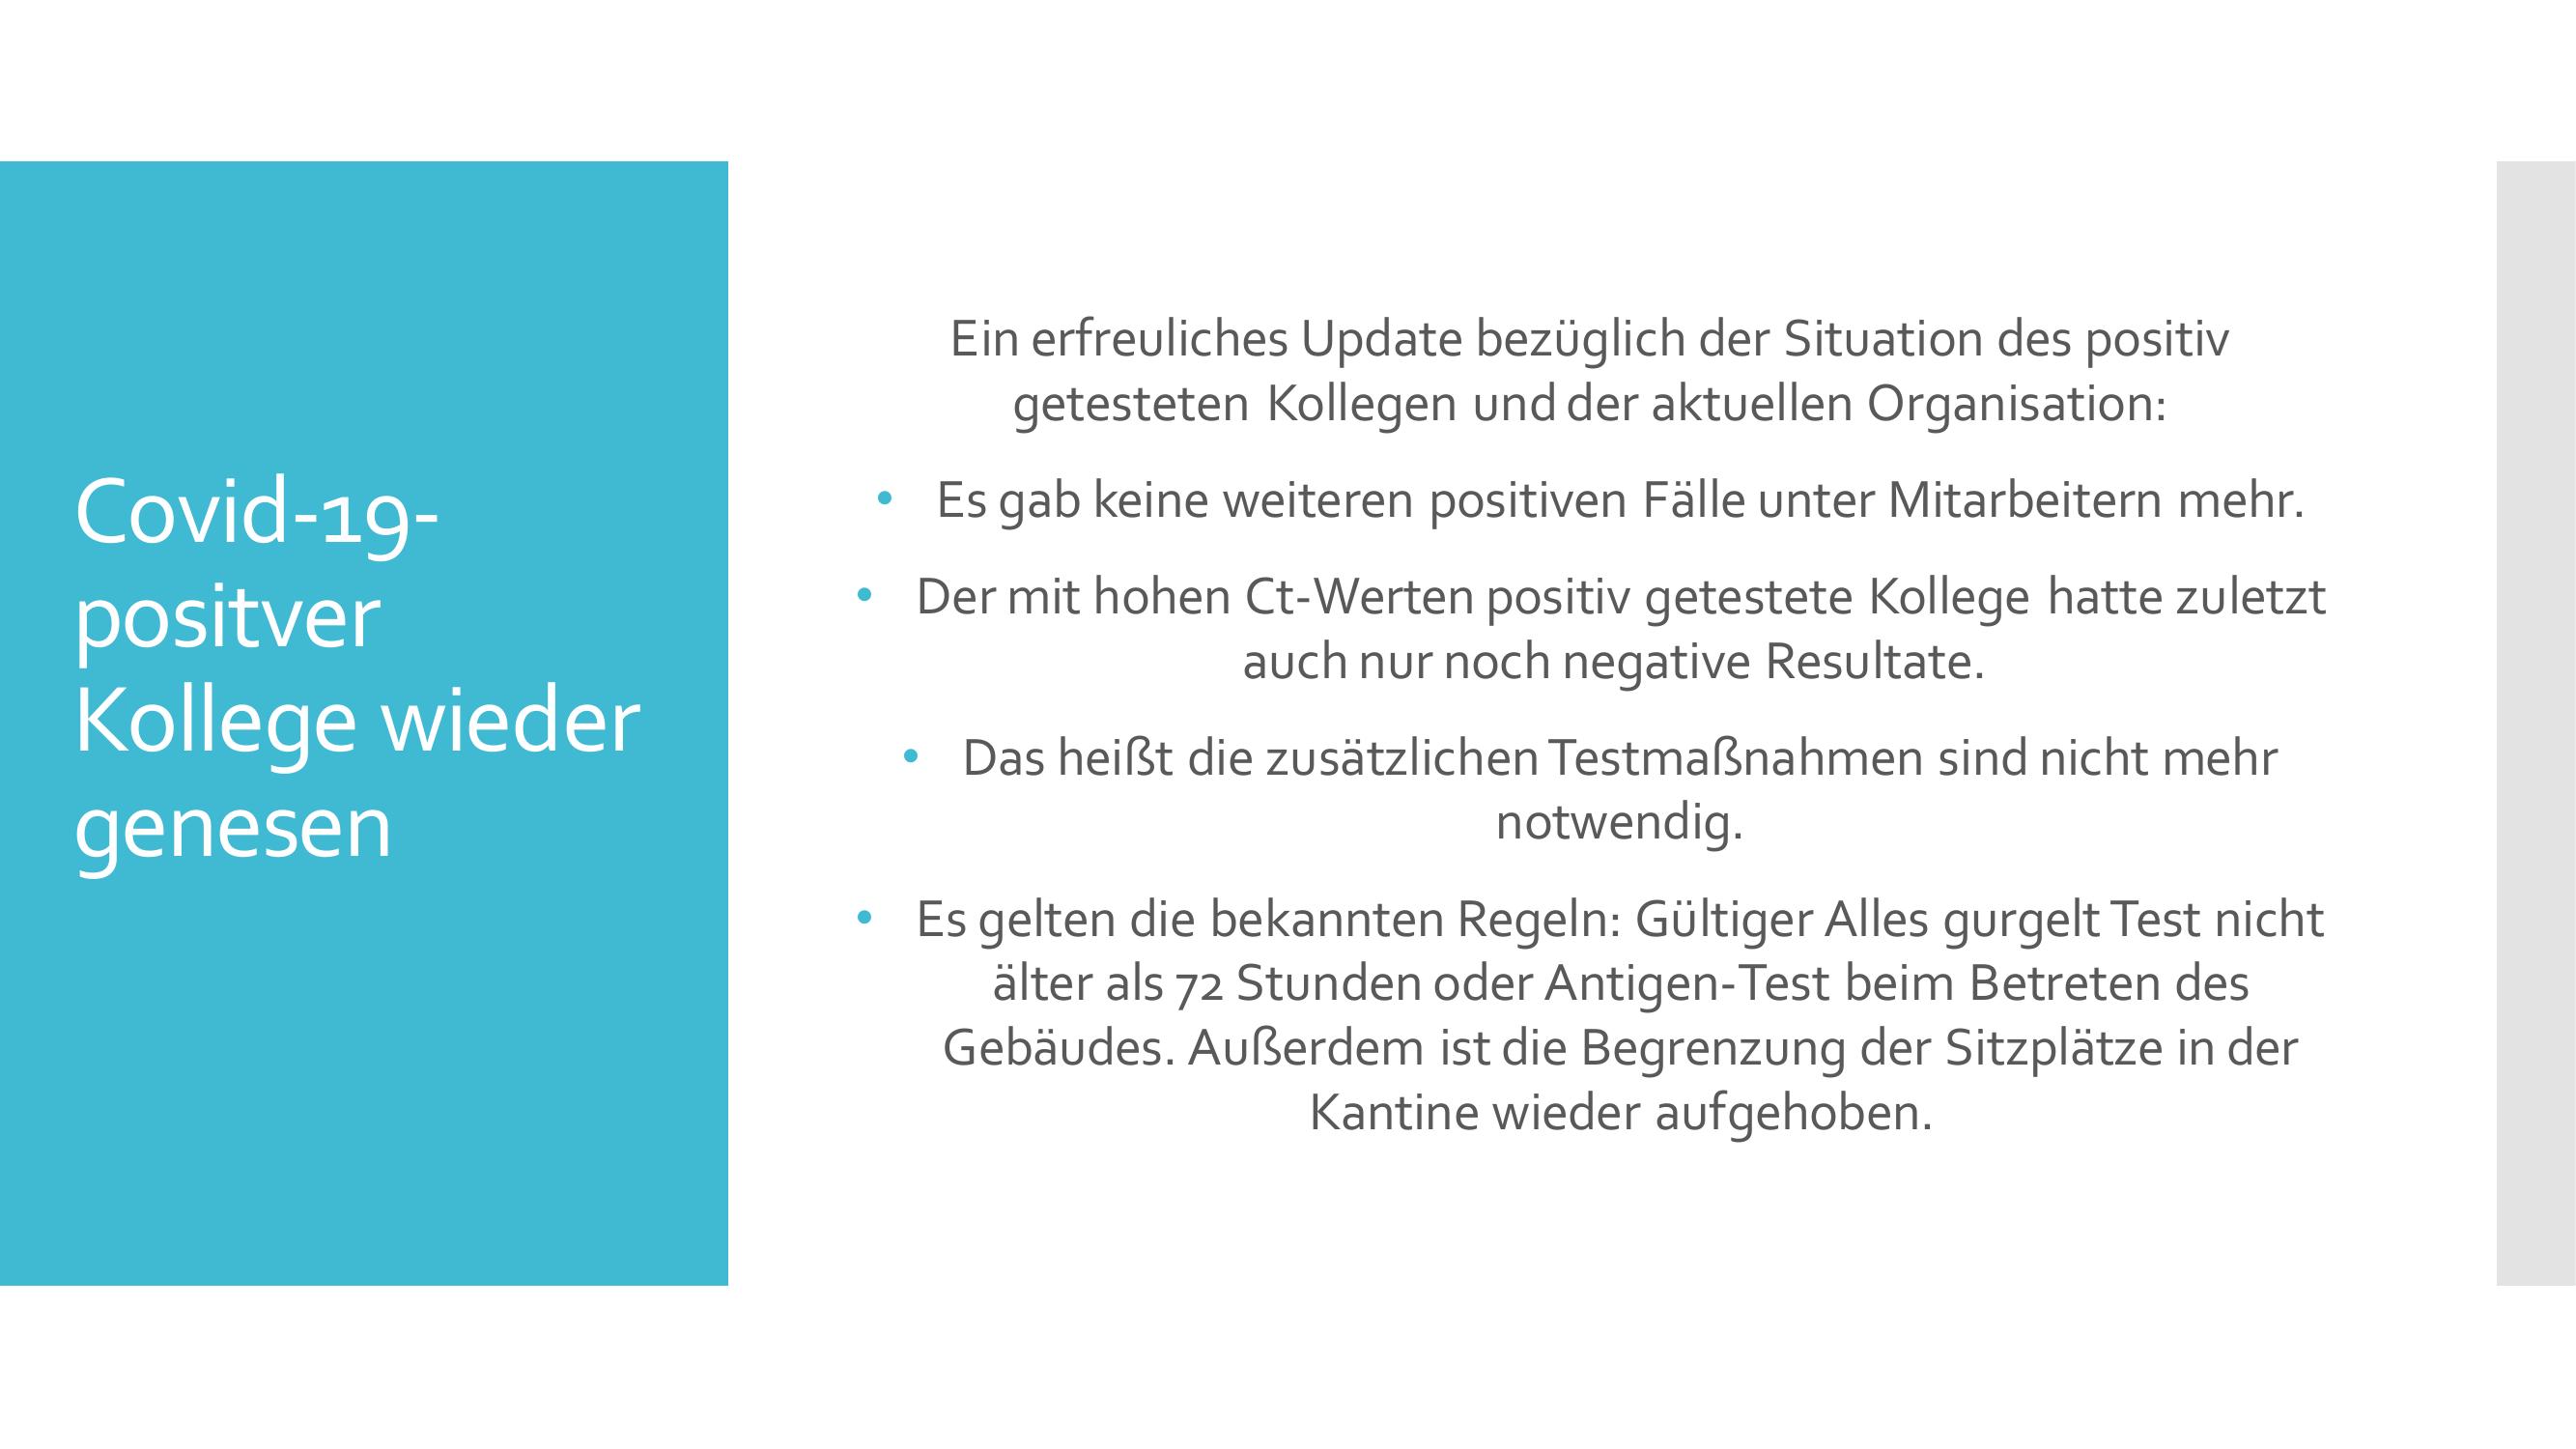 Covid-19-
positver
Kollege wieder
genesen
Ein erfreuliches Update bezüglich der Situation des positiv
getesteten Kollegen und der aktuellen Organisation:
• Es gab keine weiteren positiven Fälle unter Mitarbeitern mehr.
• Der mit hohen Ct-Werten positiv getestete Kollege hatte zuletzt
auch nur noch negative Resultate.
• Das heißt die zusätzlichen Testmaßnahmen sind nicht mehr
notwendig.
• Es gelten die bekannten Regeln: Gültiger Alles gurgelt Test nicht
älter als 72 Stunden oder Antigen-Test beim Betreten des
Gebäudes. Außerdem ist die Begrenzung der Sitzplätze in der
Kantine wieder aufgehoben.